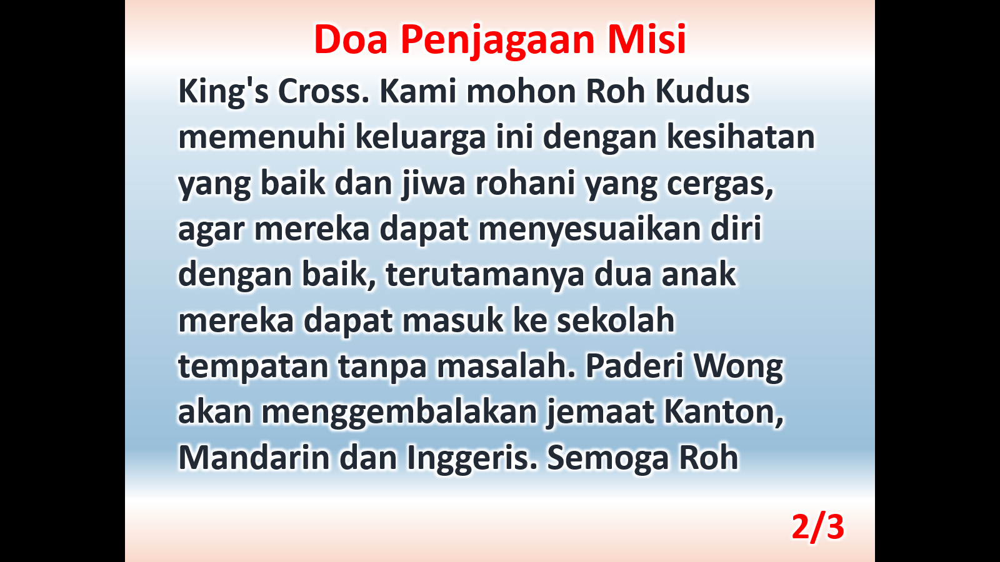 Doa Penjagaan Misi
King's Cross. Kami mohon Roh Kudus
memenuhi keluarga ini dengan kesihatan
yang baik dan jiwa rohani yang cergas,
agar mereka dapat menyesuaikan diri
dengan baik, terutamanya dua anak
mereka dapat masuk ke sekolah
tempatan tanpa masalah. Paderi Wong
akan menggembalakan jemaat Kanton,
Mandarin dan Inggeris. Semoga Roh
2/3